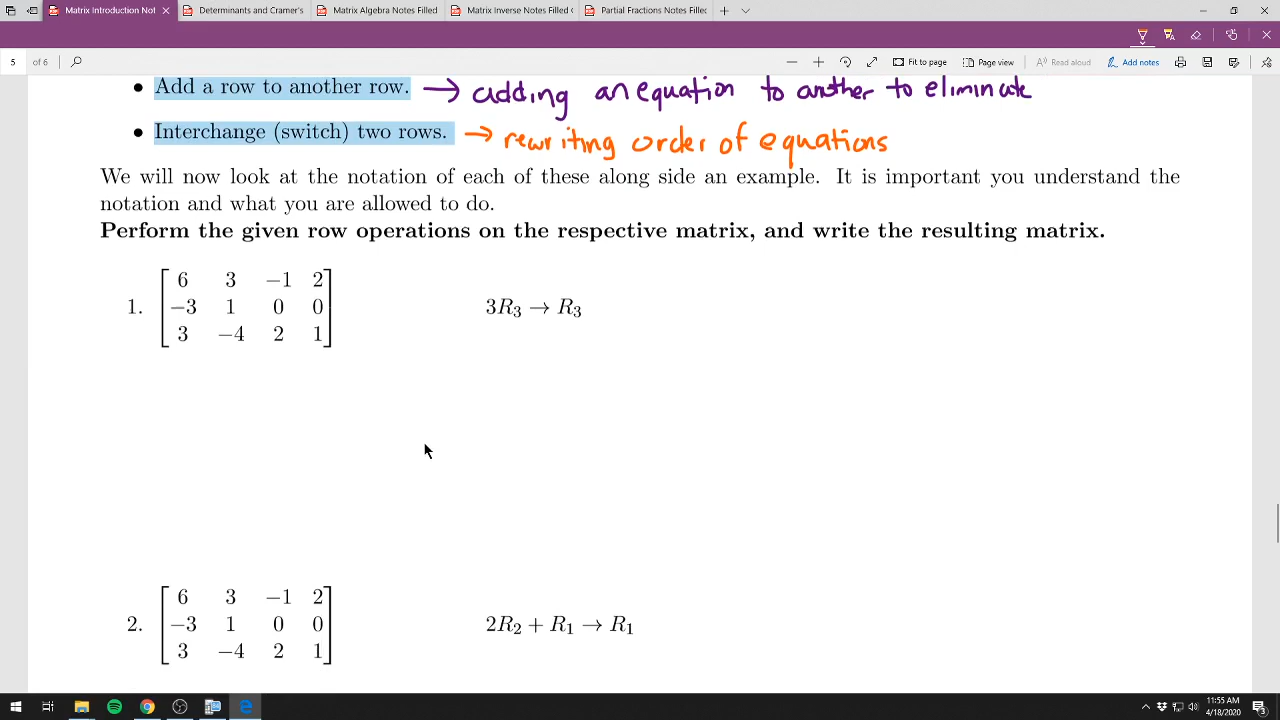 Matrix Introduction Not
Determinants and Cramer's
Matrix Algebra Notes Filled
Matrix Inverse Notes Filled
Partial Fractions Notes Filled
5 of 6
Fit to page
Page view
Read aloud
Add notes
• Add a row to another row. → adding an equation to another to eliminate
• Interchange (switch) two rows. → rewriting order of equations
We will now look at the notation of each of these along side an example. It is important you understand the
notation and what you are allowed to do.
Perform the given row operations on the respective matrix, and write the resulting matrix.
6 3 −1 2
1. −3 1 0 0 3R₃ → R₃
3 −4 2 1
6 3 −1 2
2. −3 1 0 0 2R₂ + R₁ → R₁
3 −4 2 1
11:55 AM
4/18/2020